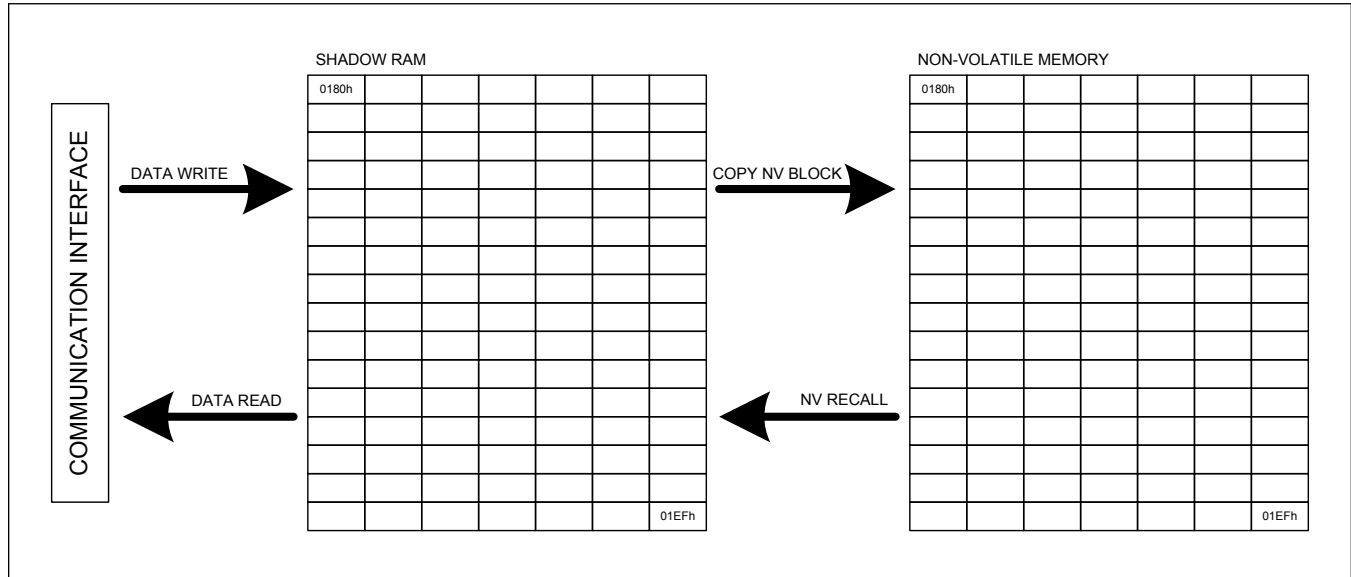 SHADOW RAM
NON-VOLATILE MEMORY
0180h
0180h
COMMUNICATION INTERFACE
DATA WRITE
COPY NV BLOCK
DATA READ
NV RECALL
01EFh
01EFh